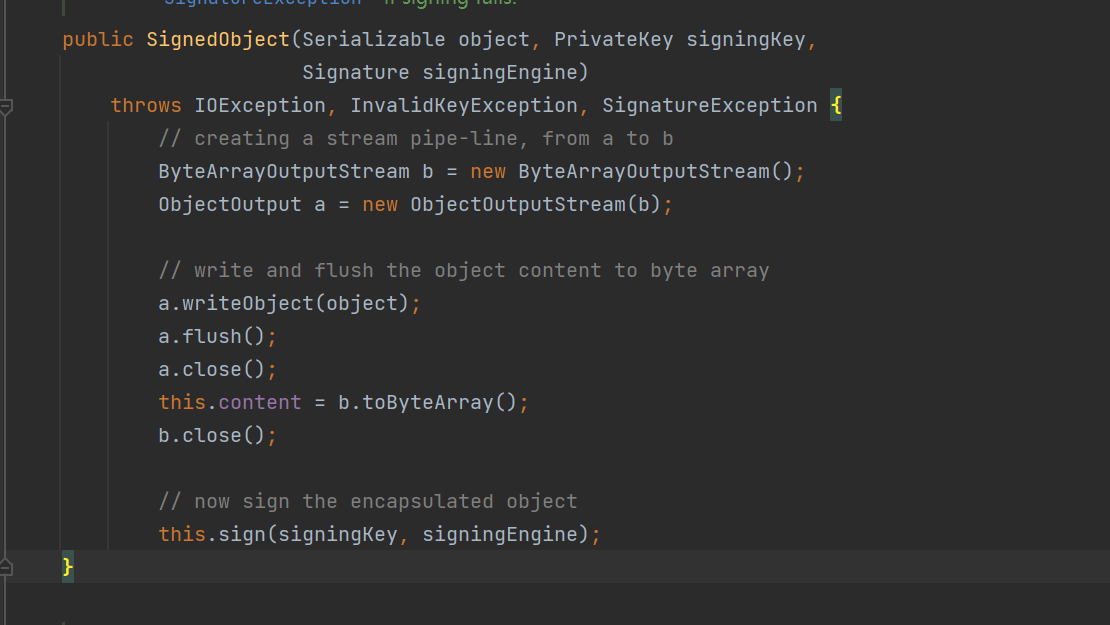 SignatureException if signing fails.
public SignedObject(Serializable object, PrivateKey signingKey,
Signature signingEngine)
throws IOException, InvalidKeyException, SignatureException {
// creating a stream pipe-line, from a to b
ByteArrayOutputStream b = new ByteArrayOutputStream();
ObjectOutput a = new ObjectOutputStream(b);
// write and flush the object content to byte array
a.writeObject(object);
a.flush();
a.close();
this.content = b.toByteArray();
b.close();
// now sign the encapsulated object
this.sign(signingKey, signingEngine);
}